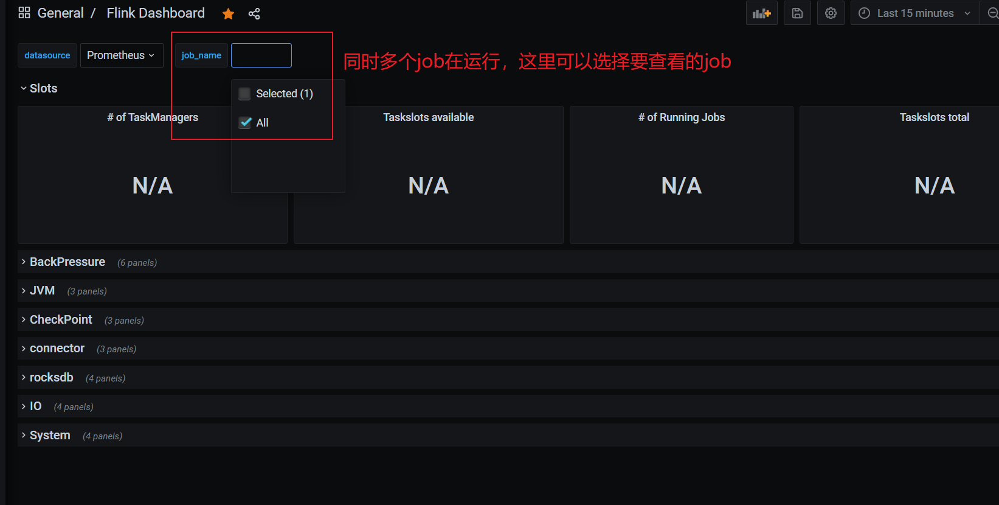 General / Flink Dashboard
Last 15 minutes
datasource
Prometheus
job_name
同时多个job在运行，这里可以选择要查看的job
Selected (1)
All
Slots
# of TaskManagers
Taskslots available
# of Running Jobs
Taskslots total
N/A
N/A
N/A
N/A
BackPressure (6 panels)
JVM (3 panels)
CheckPoint (3 panels)
connector (3 panels)
rocksdb (4 panels)
IO (4 panels)
System (4 panels)